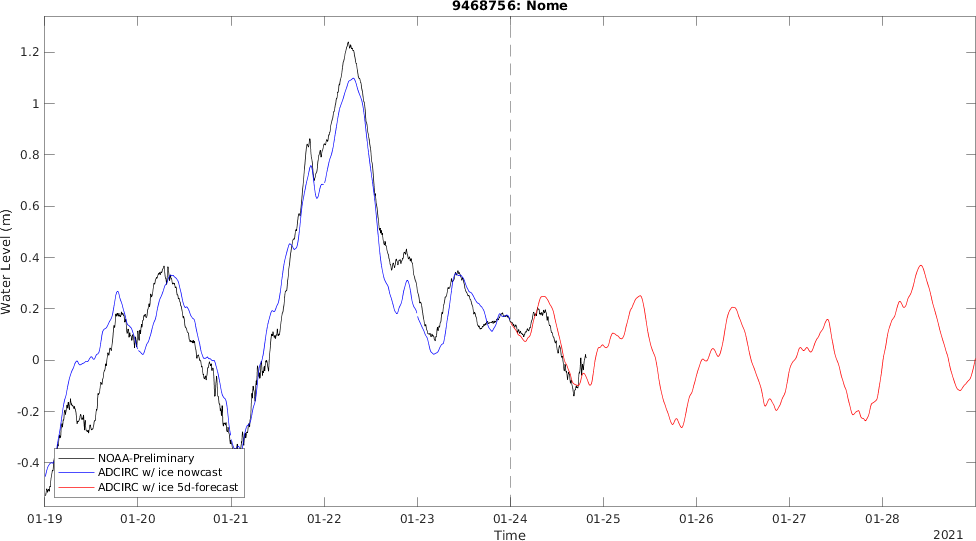 9468756: Nome
1.2
1
0.8
0.6
0.4
0.2
0
-0.2
-0.4
Water Level (m)
NOAA-Preliminary
ADCIRC w/ ice nowcast
ADCIRC w/ ice 5d-forecast
01-19 01-20 01-21 01-22 01-23 01-24 01-25 01-26 01-27 01-28
Time
2021